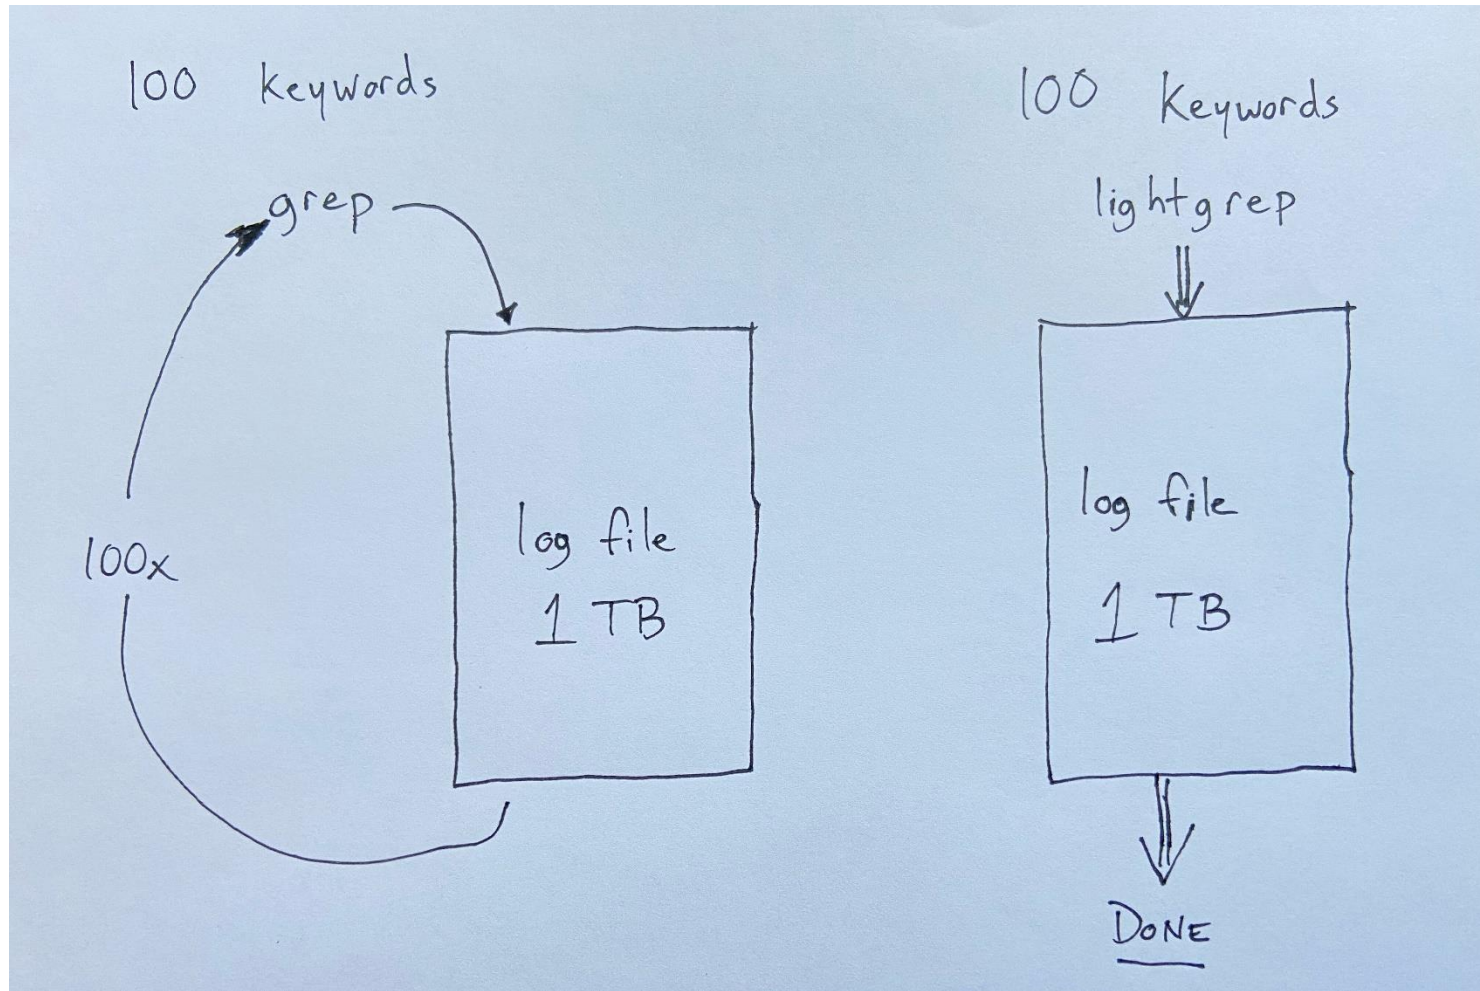 100 keywords
grep
100x
log file
1 TB
100 Keywords
lightgrep
log file
1 TB
DONE